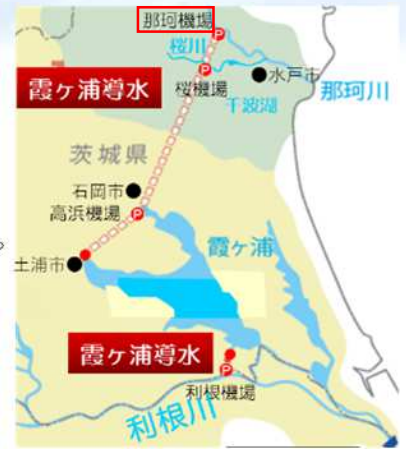 那珂機場
桜川
霞ヶ浦導水
桜機場
水戸市
那珂川
千波湖
茨城県
石岡市
高浜機場
。
霞ヶ浦
土浦市
霞ヶ浦導水
利根機場
利根川
P
P
P
P